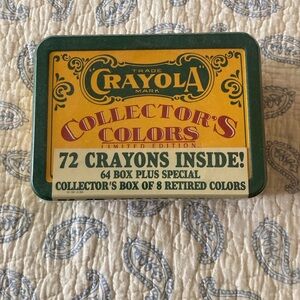 TRADE
"CRAYOLA"
MARK
COLLECTOR'S
COLORS
LIMITED EDITION
72 CRAYONS INSIDE!
64 BOX PLUS SPECIAL
COLLECTOR'S BOX OF 8 RETIRED COLORS